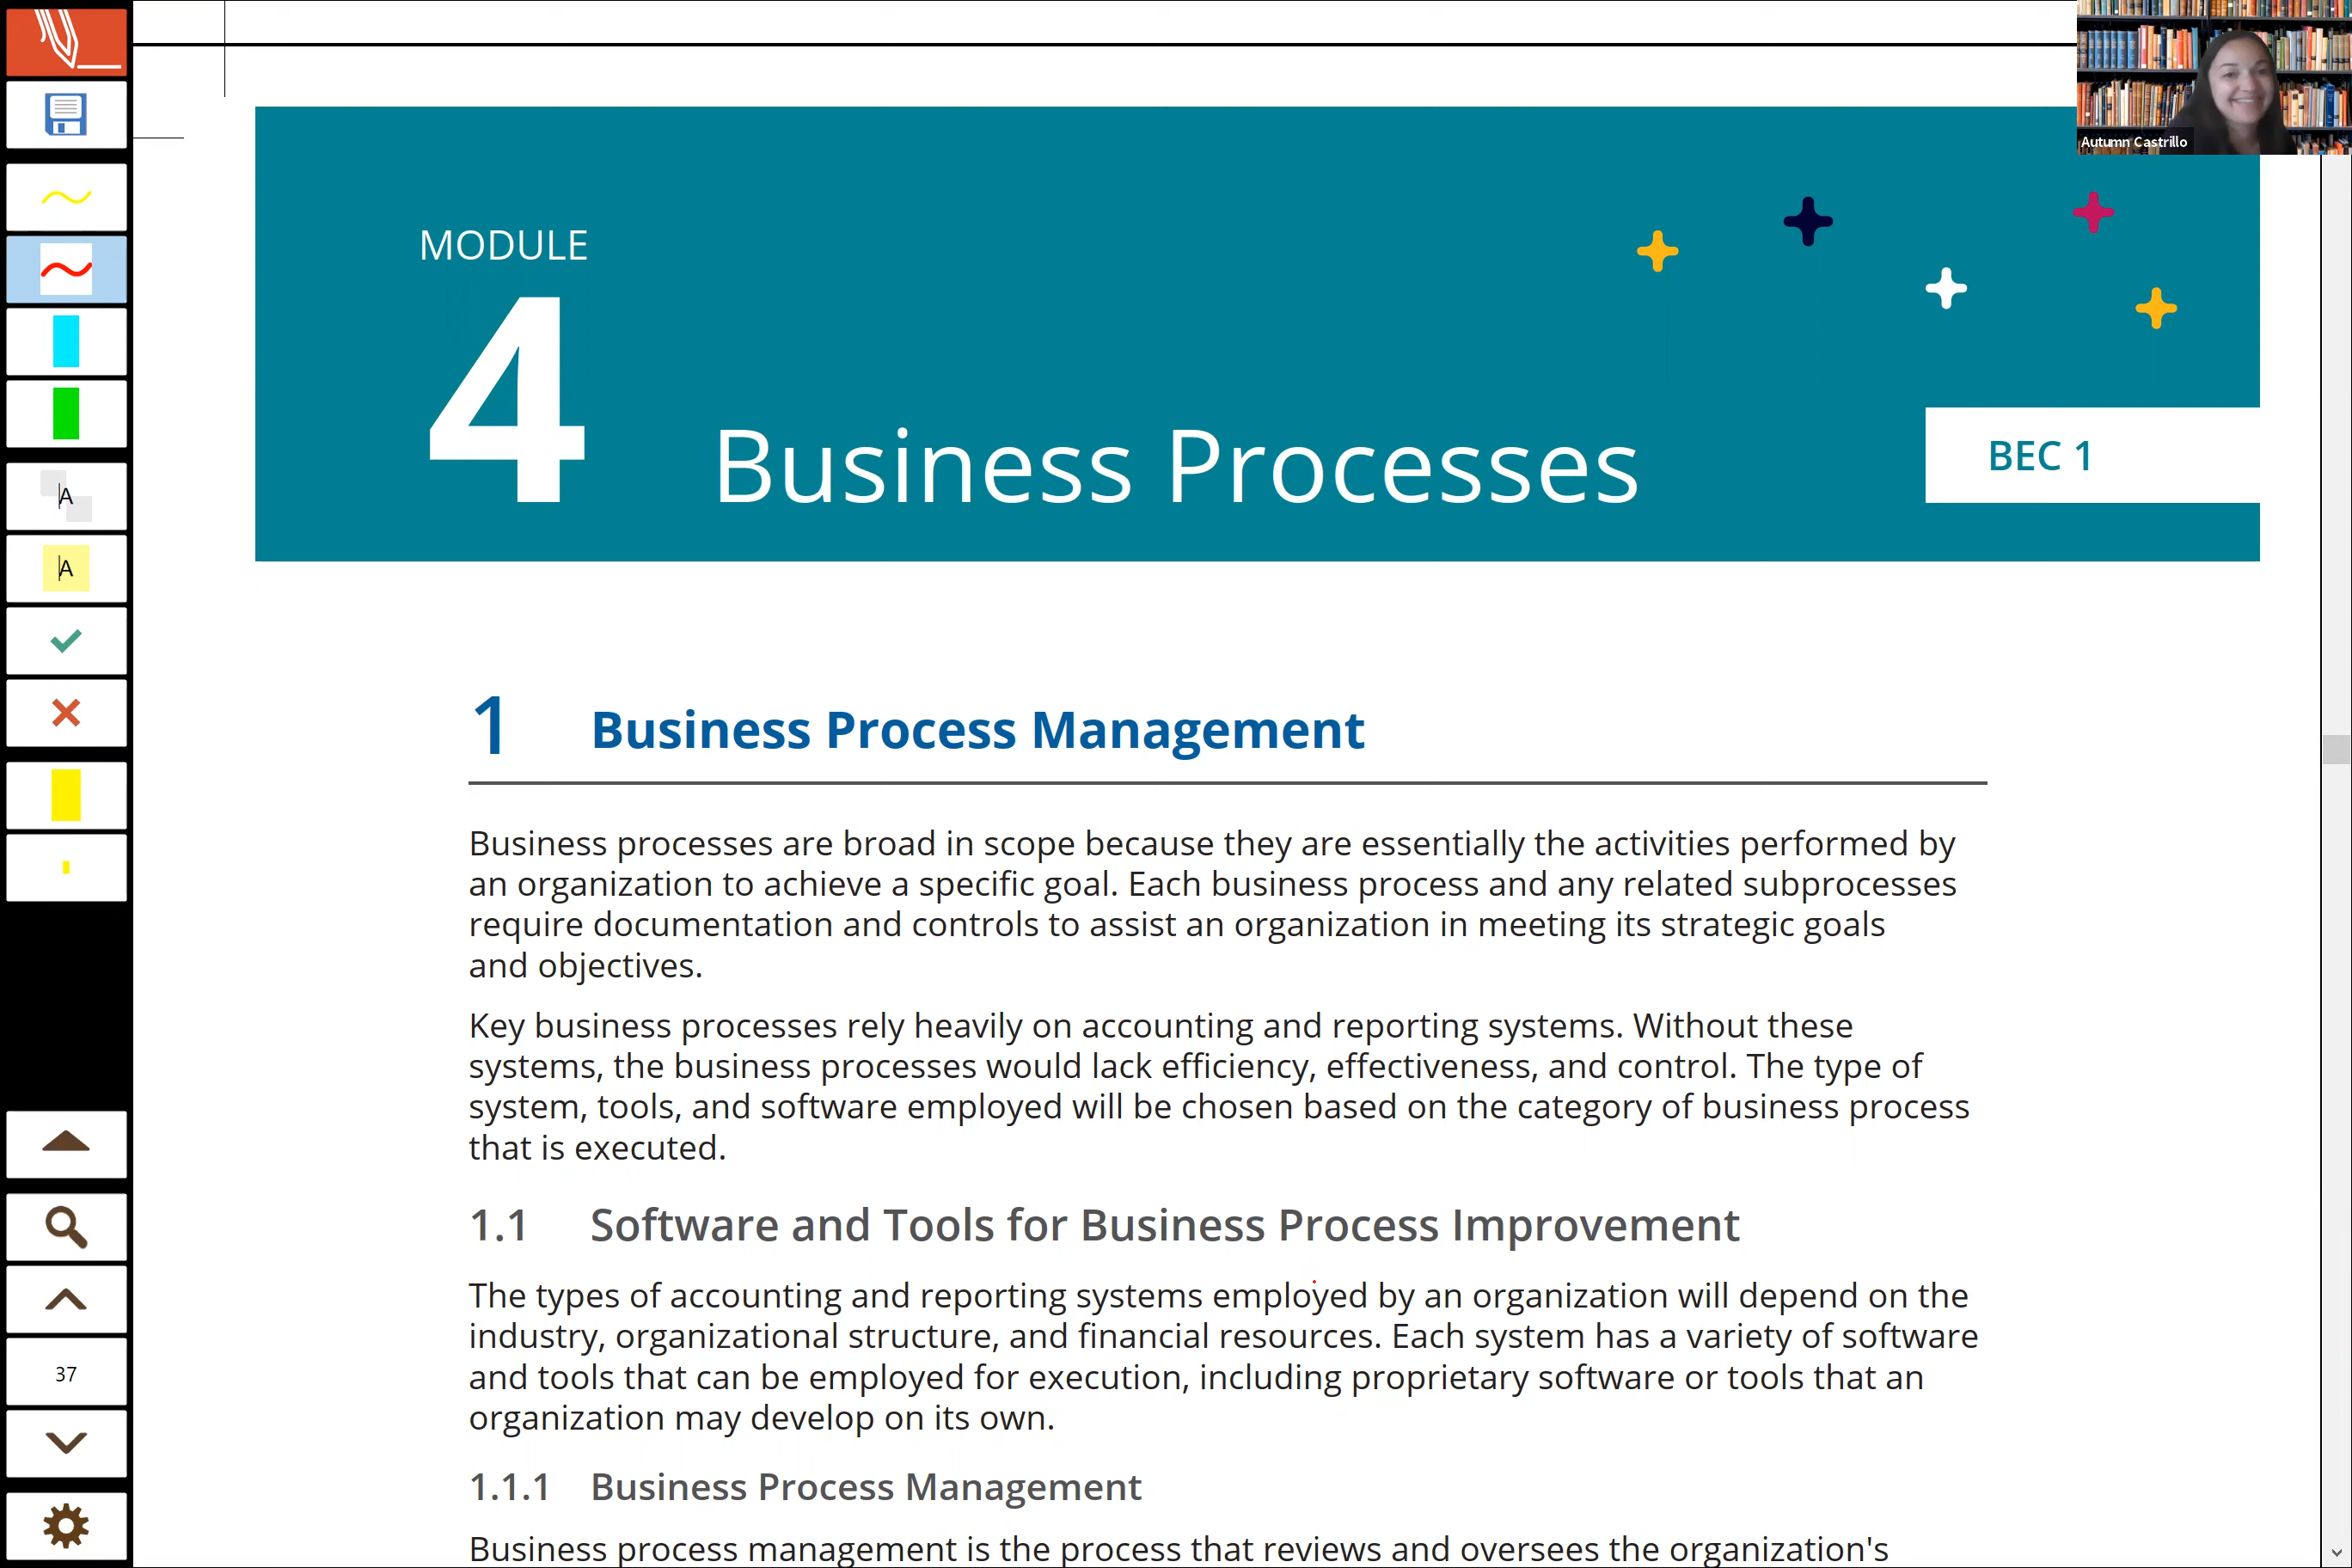 Autumn Castrillo
MODULE
4
Business Processes
BEC 1
1 Business Process Management
Business processes are broad in scope because they are essentially the activities performed by
an organization to achieve a specific goal. Each business process and any related subprocesses
require documentation and controls to assist an organization in meeting its strategic goals
and objectives.
Key business processes rely heavily on accounting and reporting systems. Without these
systems, the business processes would lack efficiency, effectiveness, and control. The type of
system, tools, and software employed will be chosen based on the category of business process
that is executed.
1.1 Software and Tools for Business Process Improvement
The types of accounting and reporting systems employed by an organization will depend on the
industry, organizational structure, and financial resources. Each system has a variety of software
and tools that can be employed for execution, including proprietary software or tools that an
organization may develop on its own.
1.1.1 Business Process Management
Business process management is the process that reviews and oversees the organization's
A
A
37